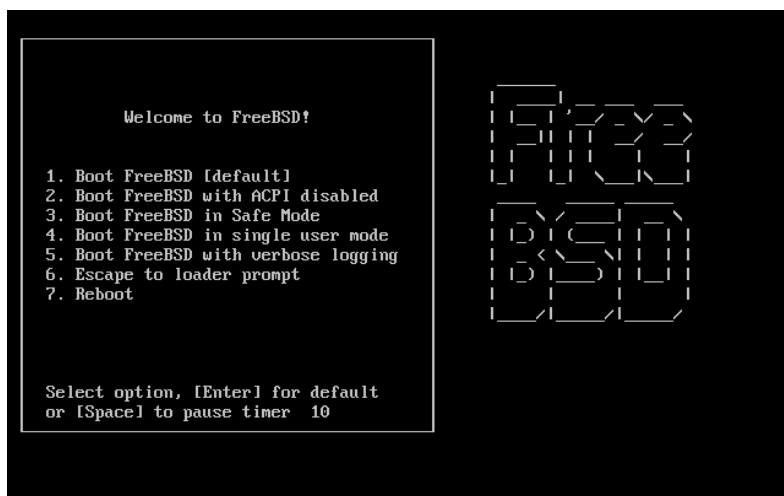 Welcome to FreeBSD!
1. Boot FreeBSD [default]
2. Boot FreeBSD with ACPI disabled
3. Boot FreeBSD in Safe Mode
4. Boot FreeBSD in single user mode
5. Boot FreeBSD with verbose logging
6. Escape to loader prompt
7. Reboot
Select option, [Enter] for default
or [Space] to pause timer  10
Free
BSD